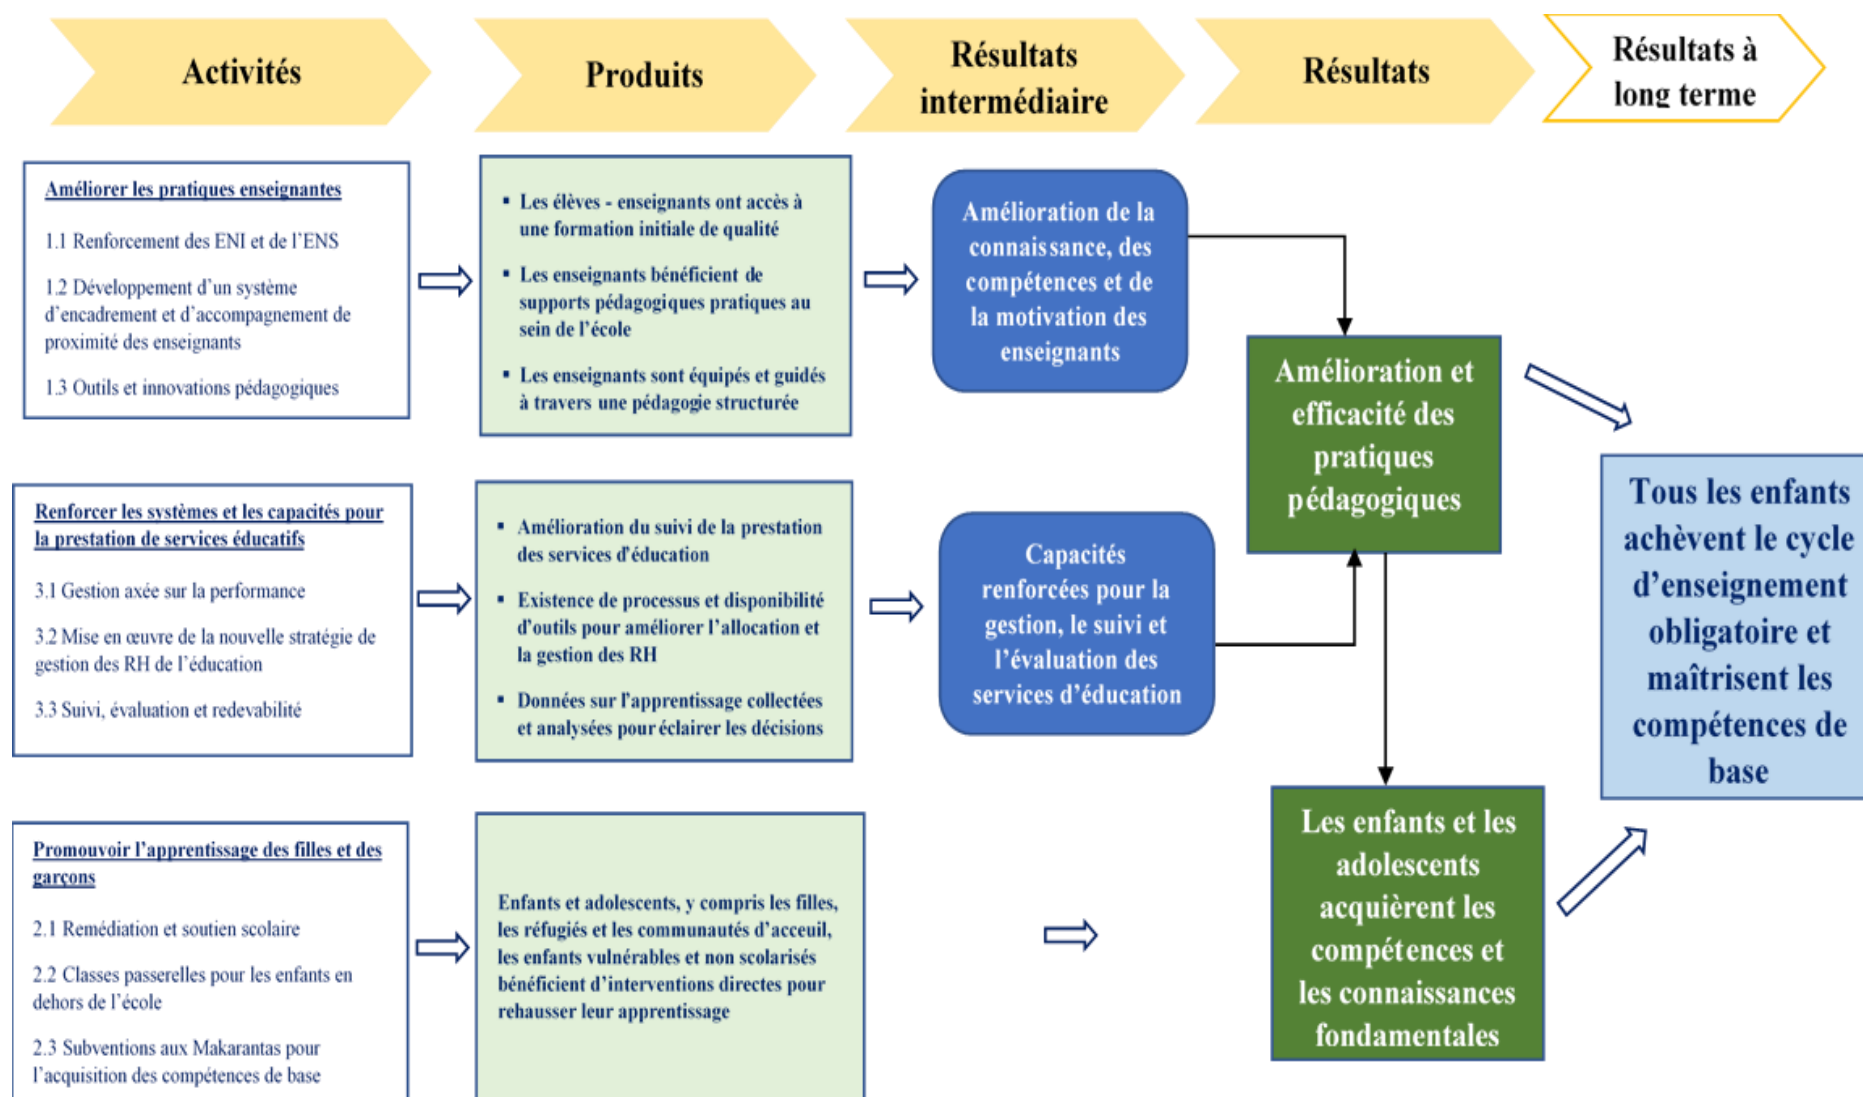 Activités
Produits
Résultats
intermédiaire
Résultats
Résultats à
long terme
Améliorer les pratiques enseignantes
1.1 Renforcement des ENI et de l’ENS
1.2 Développement d’un système
d’encadrement et d’accompagnement de
proximité des enseignants
1.3 Outils et innovations pédagogiques
▪ Les élèves - enseignants ont accès à
une formation initiale de qualité
▪ Les enseignants bénéficient de
supports pédagogiques pratiques au
sein de l’école
▪ Les enseignants sont équipés et guidés
à travers une pédagogie structurée
Amélioration de la
connaissance, des
compétences et de
la motivation des
enseignants
Amélioration et
efficacité des
pratiques
pédagogiques
Renforcer les systèmes et les capacités pour
la prestation de services éducatifs
3.1 Gestion axée sur la performance
3.2 Mise en œuvre de la nouvelle stratégie de
gestion des RH de l’éducation
3.3 Suivi, évaluation et redevabilité
▪ Amélioration du suivi de la prestation
des services d’éducation
▪ Existence de processus et disponibilité
d’outils pour améliorer l’allocation et
la gestion des RH
▪ Données sur l’apprentissage collectées
et analysées pour éclairer les décisions
Capacités
renforcées pour la
gestion, le suivi et
l’évaluation des
services d’éducation
Tous les enfants
achèvent le cycle
d’enseignement
obligatoire et
maîtrisent les
compétences de
base
Promouvoir l’apprentissage des filles et des
garçons
2.1 Remédiation et soutien scolaire
2.2 Classes passerelles pour les enfants en
dehors de l’école
2.3 Subventions aux Makarantas pour
l’acquisition des compétences de base
Enfants et adolescents, y compris les filles,
les réfugiés et les communautés d’acceuil,
les enfants vulnérables et non scolarisés
bénéficient d’interventions directes pour
rehausser leur apprentissage
Les enfants et les
adolescents
acquièrent les
compétences et
les connaissances
fondamentales